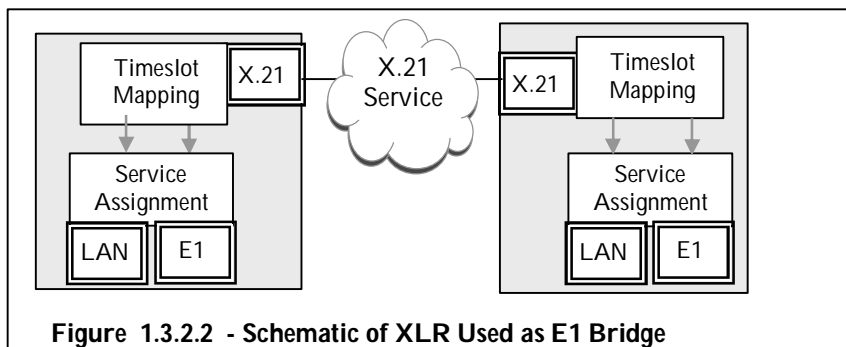 Timeslot
Mapping
X.21
X.21
Service
X.21
Timeslot
Mapping
Service
Assignment
LAN
E1
Service
Assignment
LAN
E1
Figure 1.3.2.2 - Schematic of XLR Used as E1 Bridge